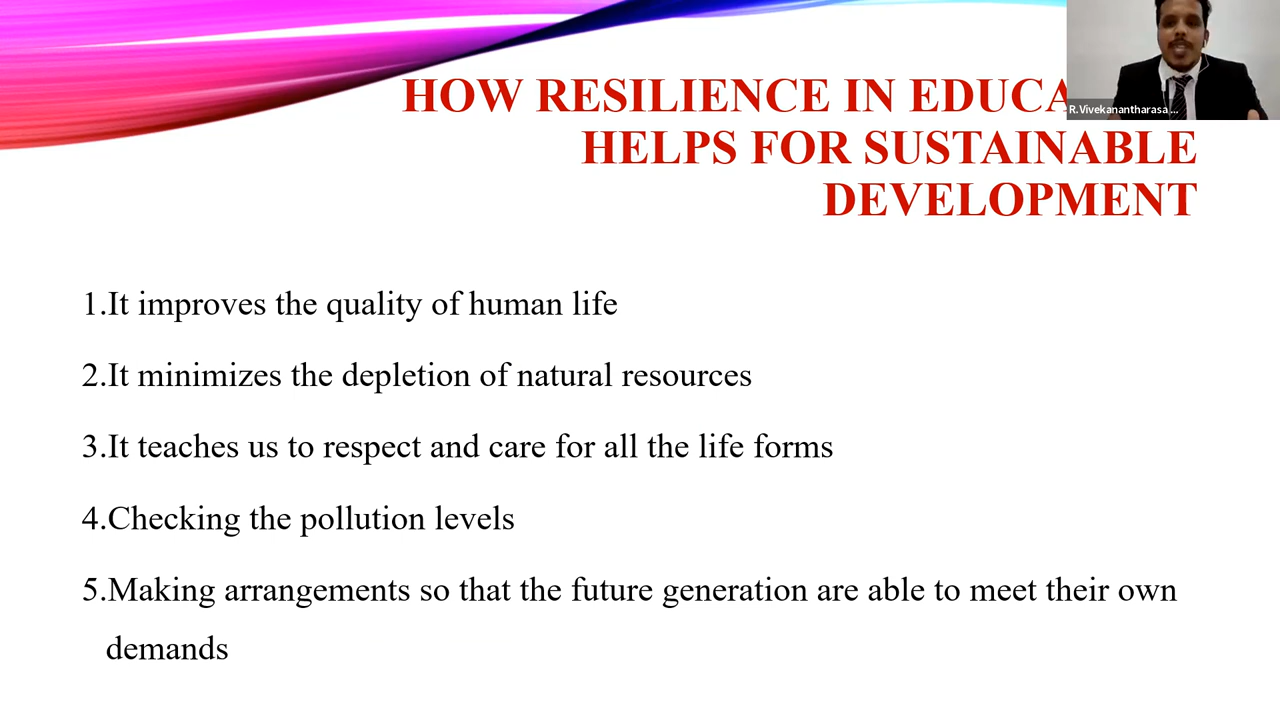 HOW RESILIENCE IN EDUCA
HELPS FOR SUSTAINABLE
DEVELOPMENT
R.Vivekanantharasa ...
1.It improves the quality of human life
2.It minimizes the depletion of natural resources
3.It teaches us to respect and care for all the life forms
4.Checking the pollution levels
5.Making arrangements so that the future generation are able to meet their own
demands